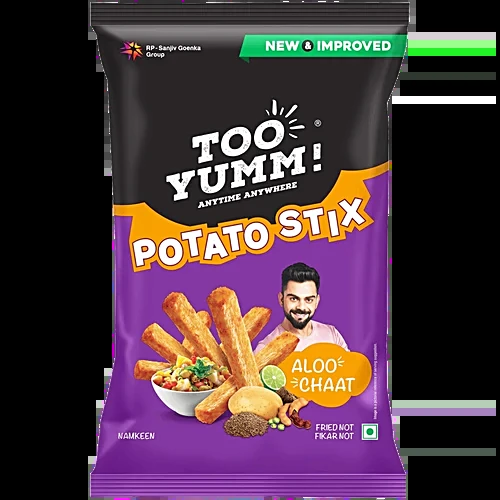 RP-Sanjiv Goenka
Group
NEW & IMPROVED
TOO
YUMM!
®
ANYTIME ANYWHERE
POTATO STIX
ALOO
CHAAT
FRIED NOT
FIKAR NOT
NAMKEEN